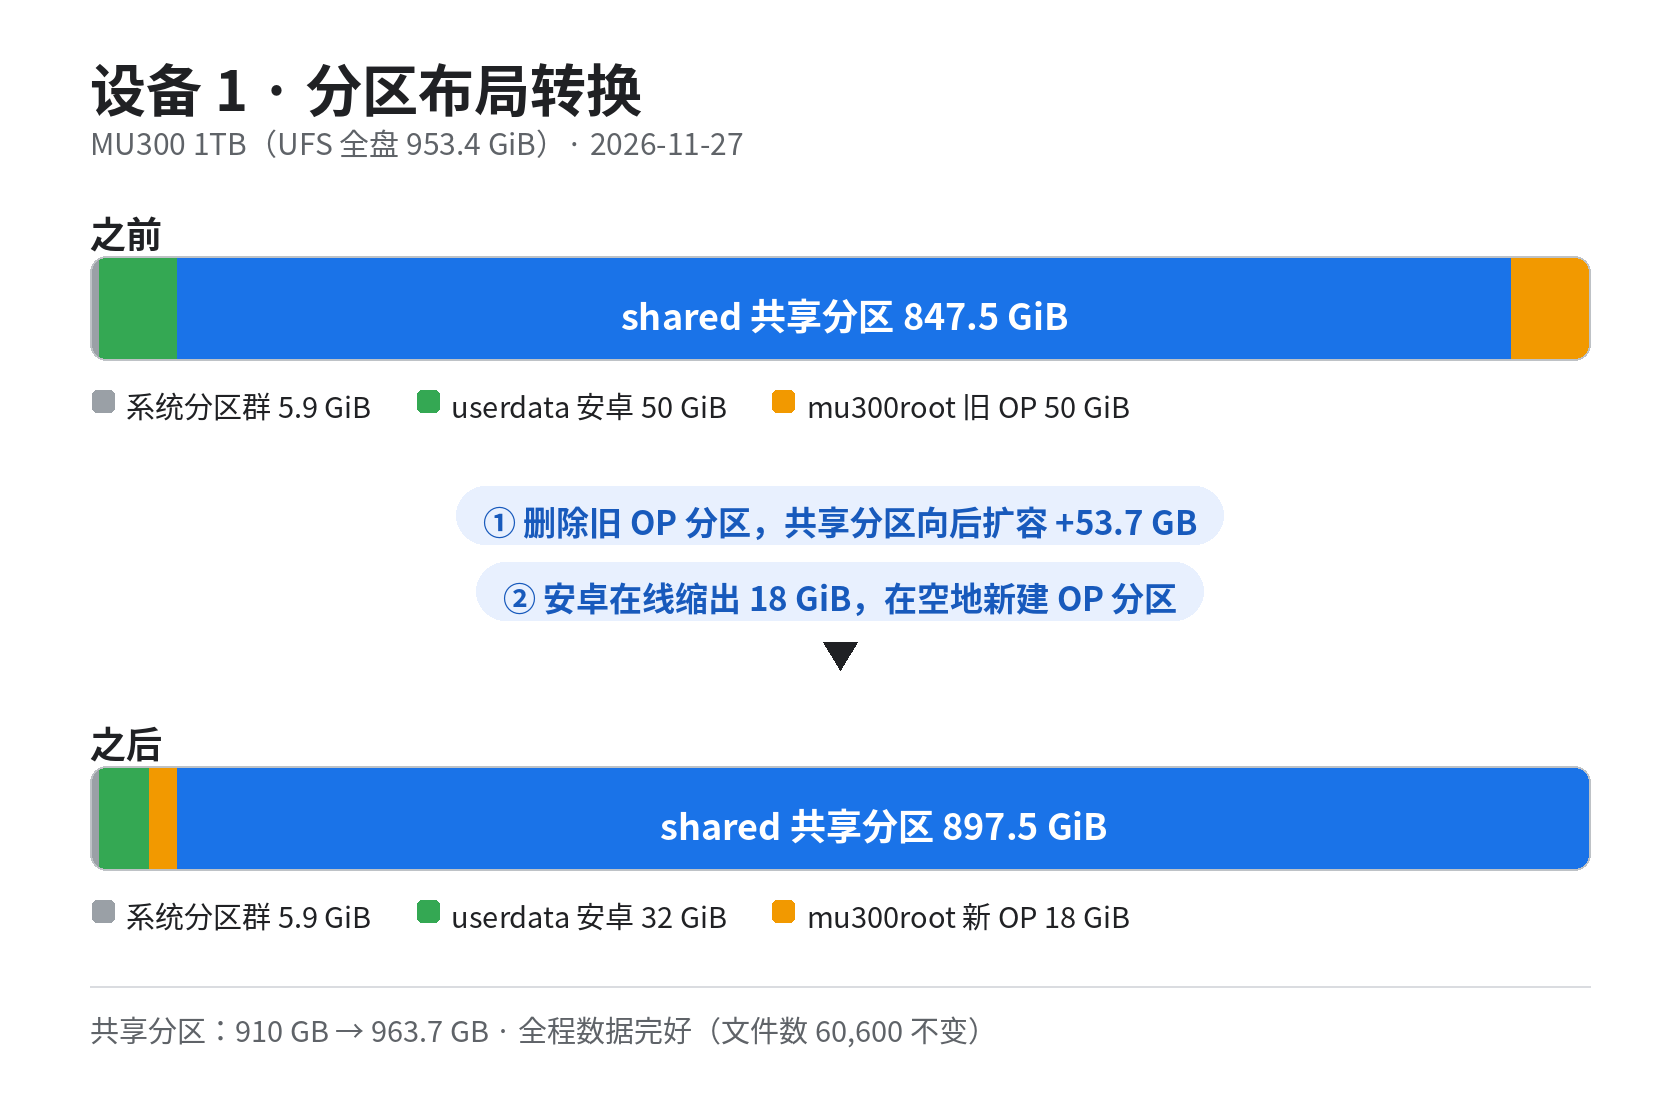 设备 1 · 分区布局转换
MU300 1TB（UFS 全盘 953.4 GiB）· 2026-11-27
之前
shared 共享分区 847.5 GiB
系统分区群 5.9 GiB userdata 安卓 50 GiB mu300root 旧 OP 50 GiB
① 删除旧 OP 分区，共享分区向后扩容 +53.7 GB
② 安卓在线缩出 18 GiB，在空地新建 OP 分区
之后
shared 共享分区 897.5 GiB
系统分区群 5.9 GiB userdata 安卓 32 GiB mu300root 新 OP 18 GiB
共享分区：910 GB → 963.7 GB · 全程数据完好（文件数 60,600 不变）